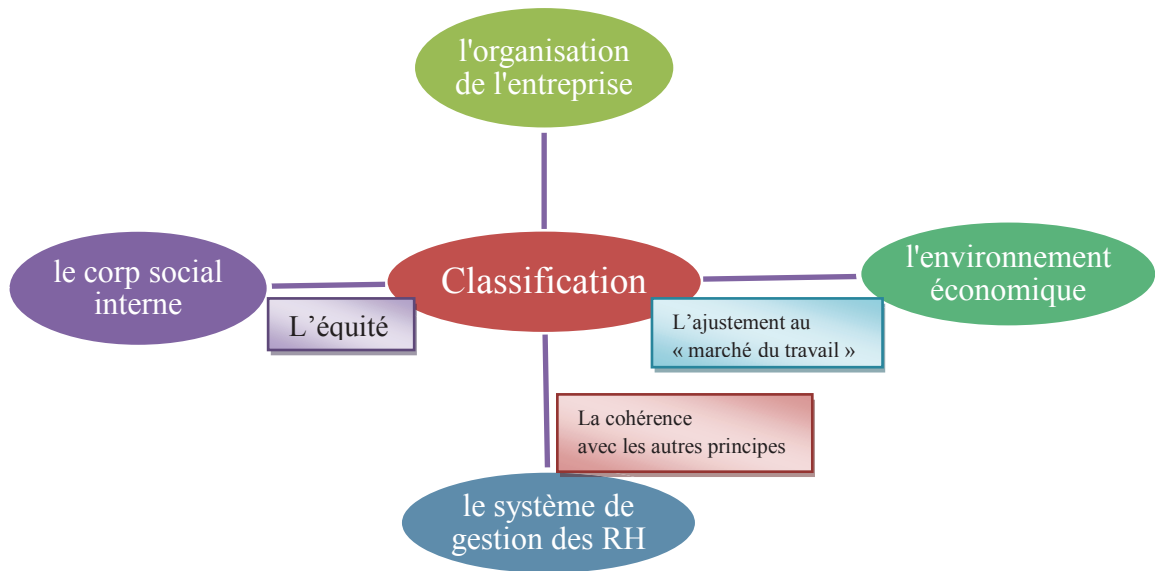 l'organisation
de l'entreprise
le corp social
interne
Classification
l'environnement
économique
L'équité
L'ajustement au
« marché du travail »
La cohérence
avec les autres principes
le système de
gestion des RH